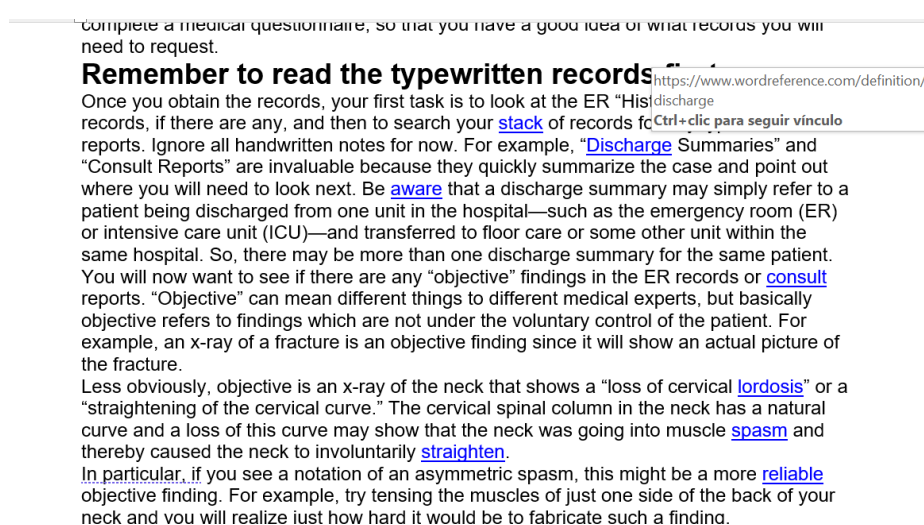 complete a medical questionnaire, so that you have a good idea of what records you will
need to request.
Remember to read the typewritten records
https://www.wordreference.com/definition/
discharge
Ctrl+clic para seguir vínculo
Once you obtain the records, your first task is to look at the ER “His
records, if there are any, and then to search your stack of records
reports. Ignore all handwritten notes for now. For example, “Discharge Summaries” and
“Consult Reports” are invaluable because they quickly summarize the case and point out
where you will need to look next. Be aware that a discharge summary may simply refer to a
patient being discharged from one unit in the hospital—such as the emergency room (ER)
or intensive care unit (ICU)—and transferred to floor care or some other unit within the
same hospital. So, there may be more than one discharge summary for the same patient.
You will now want to see if there are any “objective” findings in the ER records or consult
reports. “Objective” can mean different things to different medical experts, but basically
objective refers to findings which are not under the voluntary control of the patient. For
example, an x-ray of a fracture is an objective finding since it will show an actual picture of
the fracture.
Less obviously, objective is an x-ray of the neck that shows a “loss of cervical lordosis” or a
“straightening of the cervical curve.” The cervical spinal column in the neck has a natural
curve and a loss of this curve may show that the neck was going into muscle spasm and
thereby caused the neck to involuntarily straighten.
In particular, if you see a notation of an asymmetric spasm, this might be a more reliable
objective finding. For example, try tensing the muscles of just one side of the back of your
neck and you will realize just how hard it would be to fabricate such a finding.